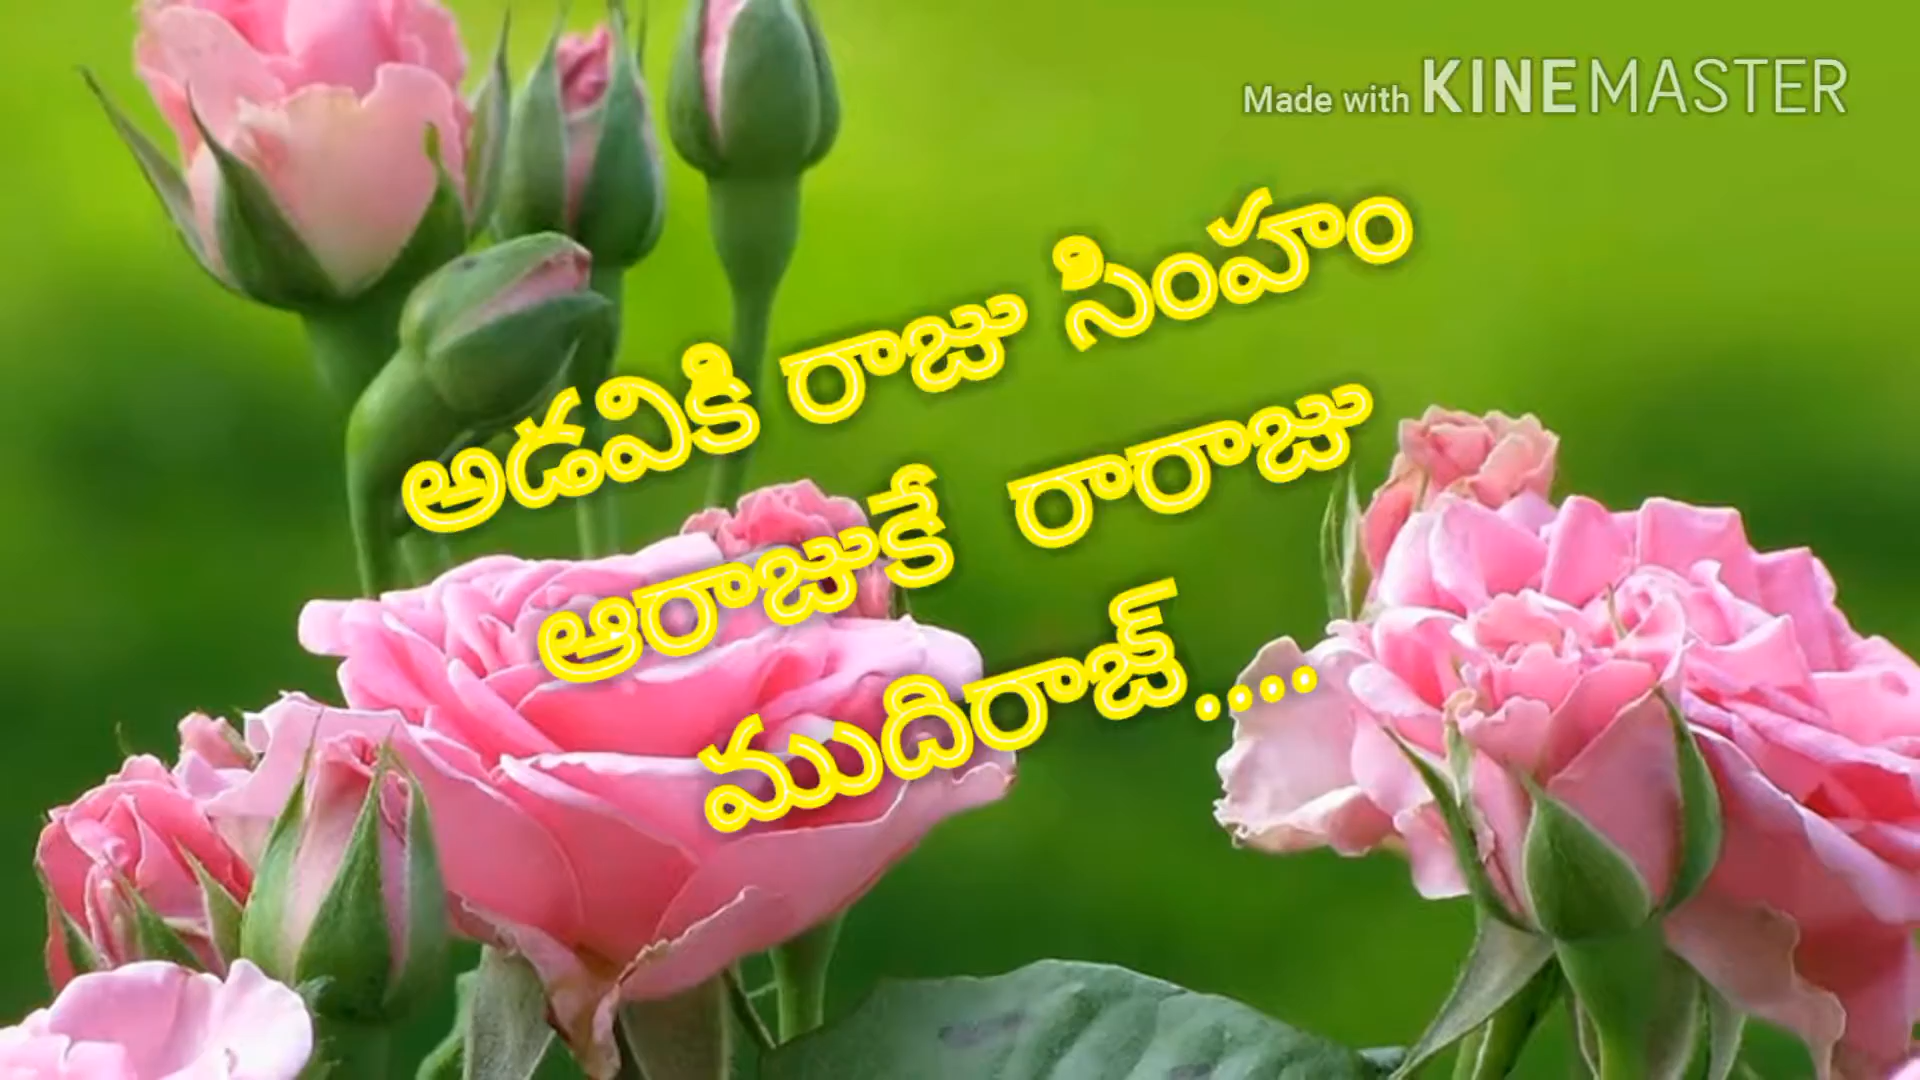 Made with KINEMASTER
అడవికి రాజు సింహం
ఆరాజుకే రారాజు
ముదిరాజ్....